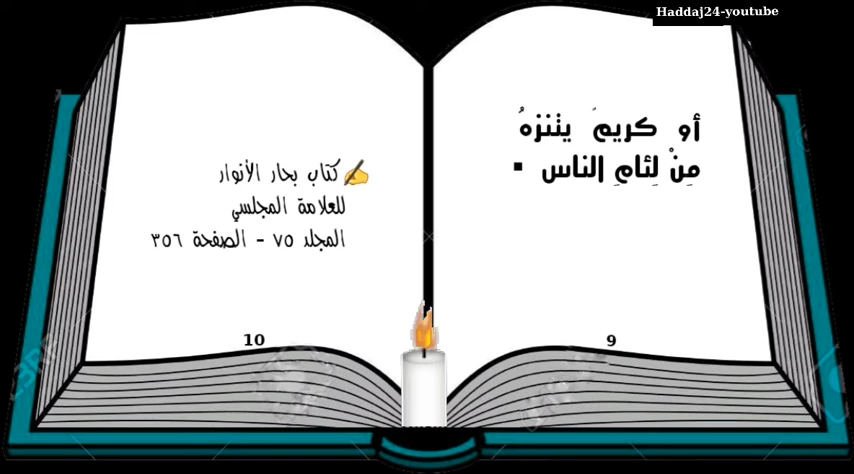 Haddaj24-youtube
أو كريمَ يتنزهُ
مِنْ لِئامِ الناس ▪
✍️كتاب بحار الأنوار
للعلامة المجلسي
المجلد ٧٥ - الصفحة ٣٥٦
10
9